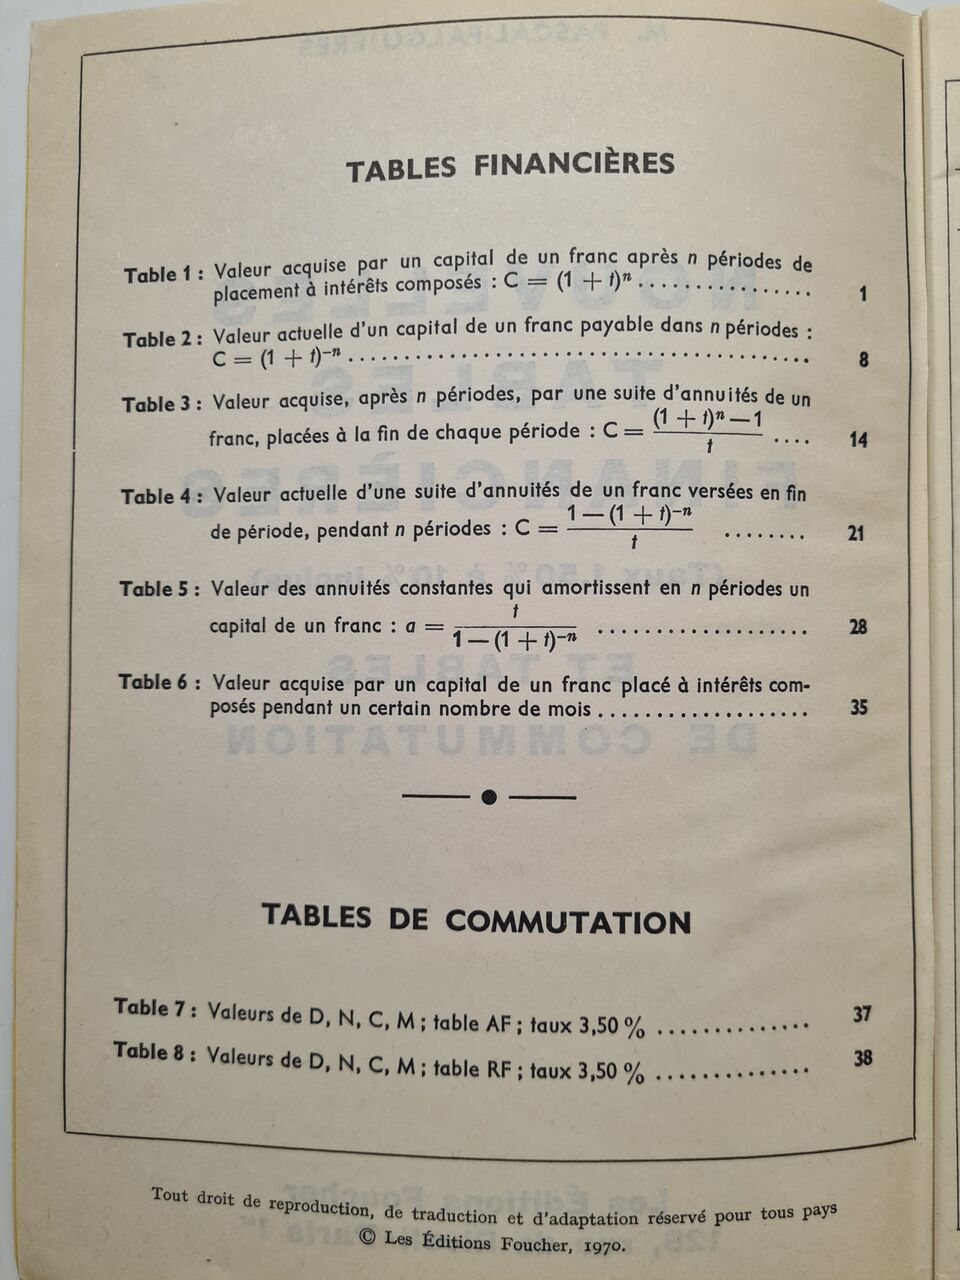 TABLES FINANCIÈRES
Table 1 : Valeur acquise par un capital de un franc après n périodes de
placement à intérêts composés : C = (1 + t)ⁿ ................ 1
Table 2 : Valeur actuelle d'un capital de un franc payable dans n périodes :
C = (1 + t)⁻ⁿ ........................................ 8
Table 3 : Valeur acquise, après n périodes, par une suite d'annuités de un
franc, placées à la fin de chaque période : C = ((1 + t)ⁿ — 1) / t .... 14
Table 4 : Valeur actuelle d'une suite d'annuités de un franc versées en fin
de période, pendant n périodes : C = (1 — (1 + t)⁻ⁿ) / t ........ 21
Table 5 : Valeur des annuités constantes qui amortissent en n périodes un
capital de un franc : a = t / (1 — (1 + t)⁻ⁿ) .................... 28
Table 6 : Valeur acquise par un capital de un franc placé à intérêts com-
posés pendant un certain nombre de mois .................... 35
TABLES DE COMMUTATION
Table 7 : Valeurs de D, N, C, M ; table AF ; taux 3,50 % .............. 37
Table 8 : Valeurs de D, N, C, M ; table RF ; taux 3,50 % .............. 38
Tout droit de reproduction, de traduction et d'adaptation réservé pour tous pays
© Les Éditions Foucher, 1970.